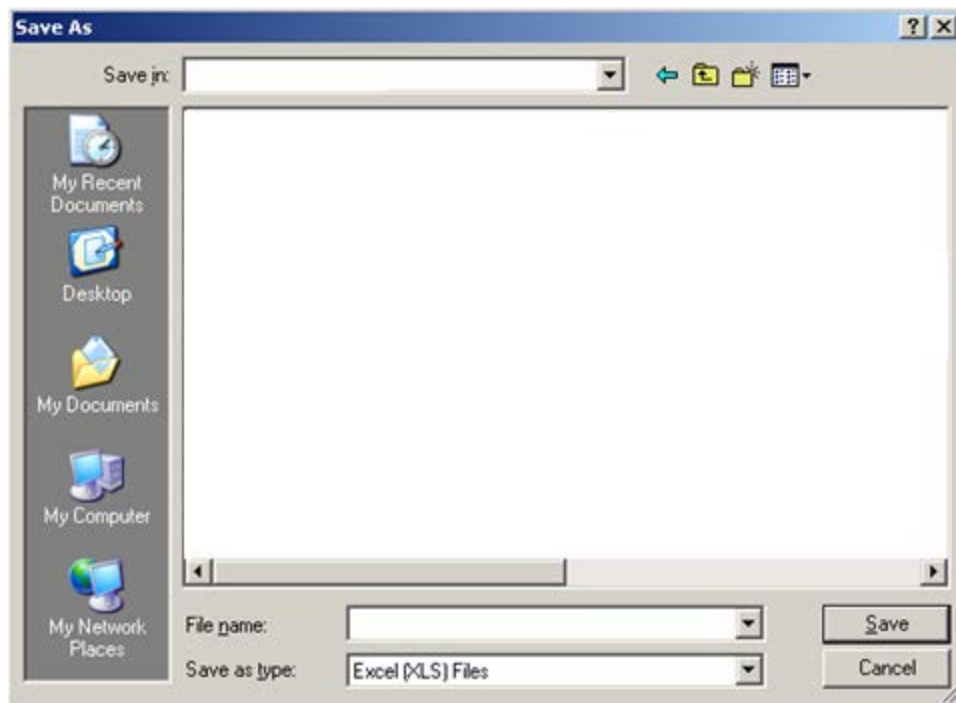 Save As
Save in:
My Recent
Documents
Desktop
My Documents
My Computer
My Network
Places
File name:
Save
Save as type:
Excel (XLS) Files
Cancel